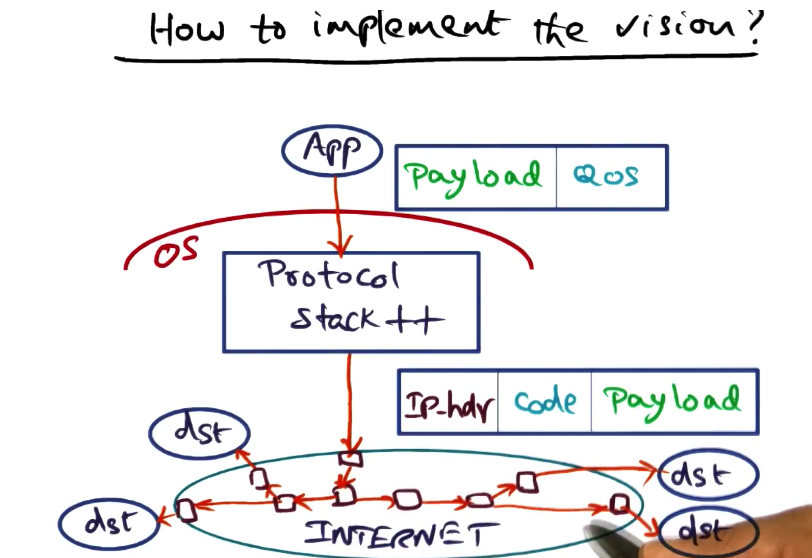 How to implement the vision?
App
Payload QOS
OS
Protocol
Stack++
IP-hdr Code Payload
dst
dst
dst
dst
INTERNET